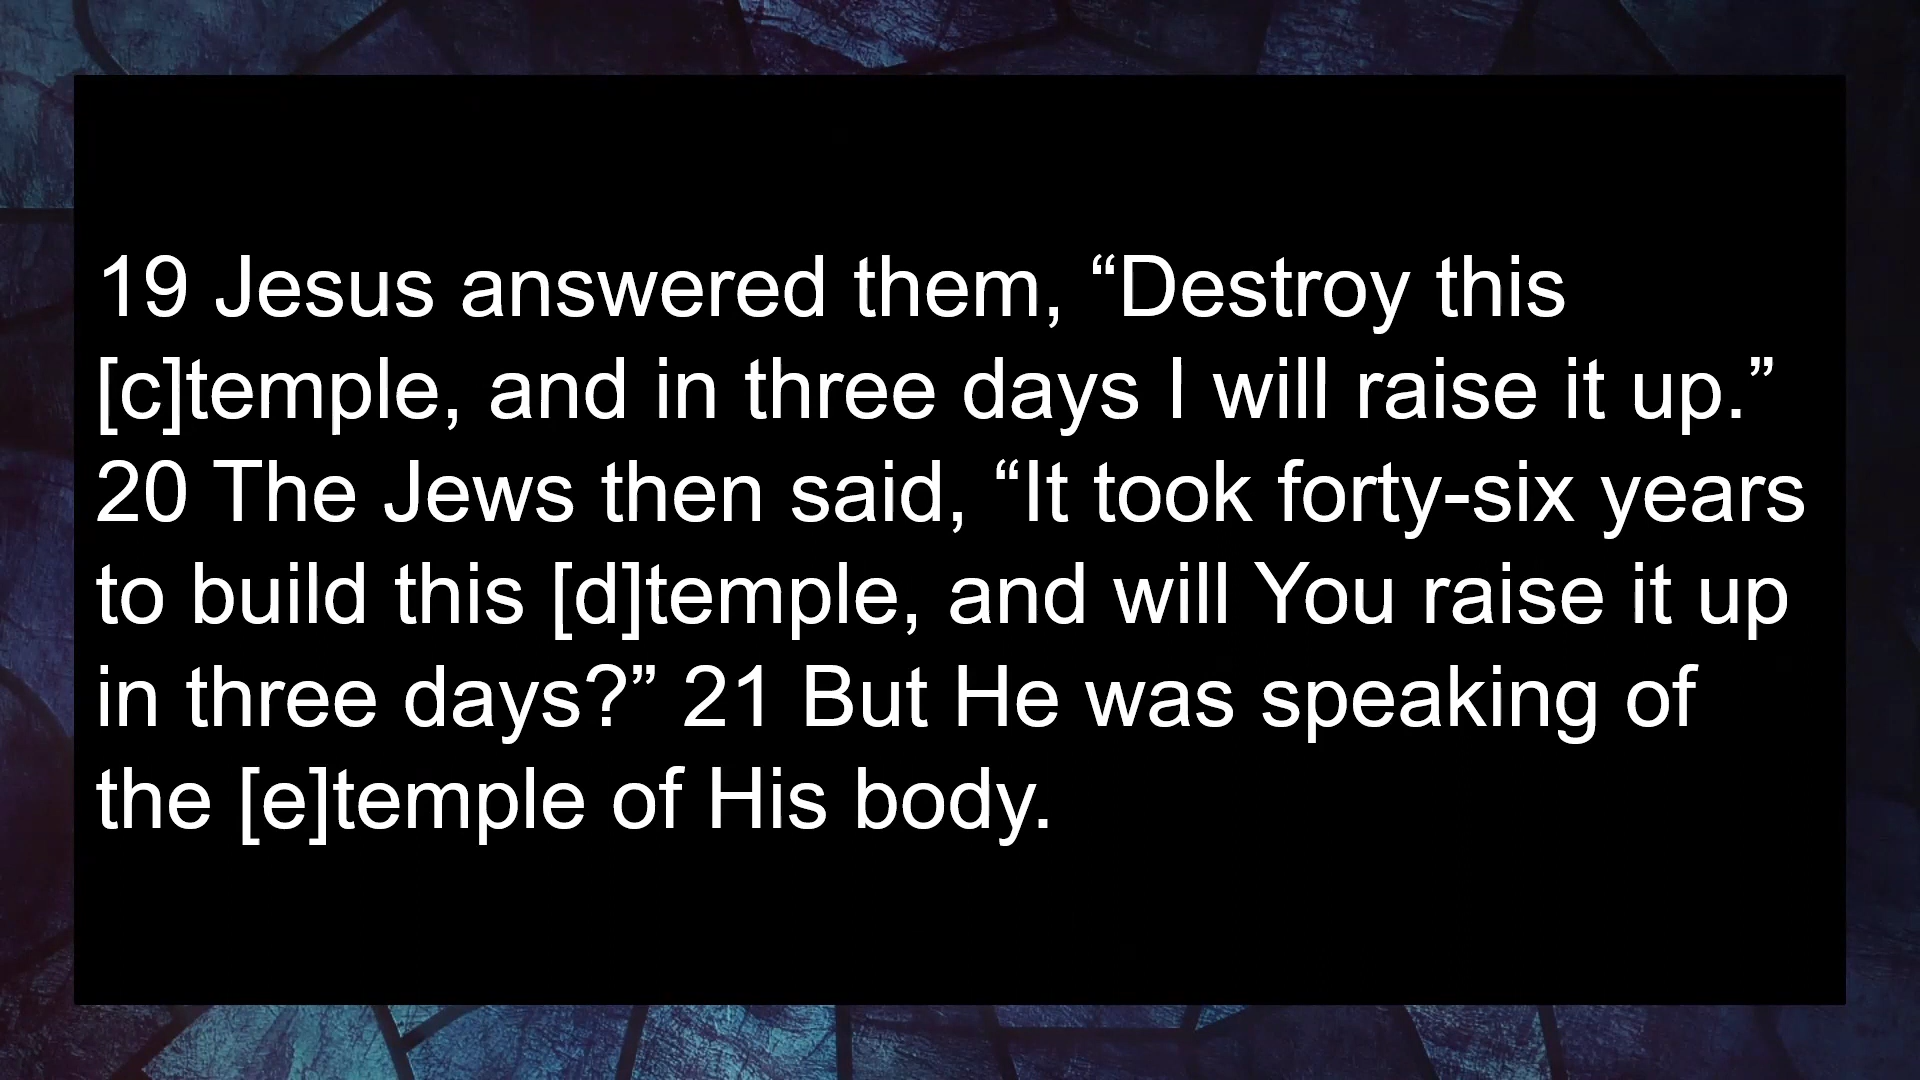 19 Jesus answered them, “Destroy this
[c]temple, and in three days I will raise it up.”
20 The Jews then said, “It took forty-six years
to build this [d]temple, and will You raise it up
in three days?” 21 But He was speaking of
the [e]temple of His body.